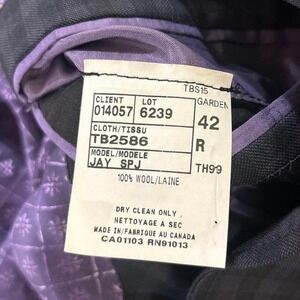 TBS15
CLIENT LOT GARDEN
014057 6239 42
CLOTH/TISSU
TB2586 R
MODEL/MODELE
JAY SPJ TH99
100% WOOL/LAINE
DRY CLEAN ONLY
NETTOYAGE A SEC
MADE IN/FABRIQUE AU CANADA
CA01103 RN91013